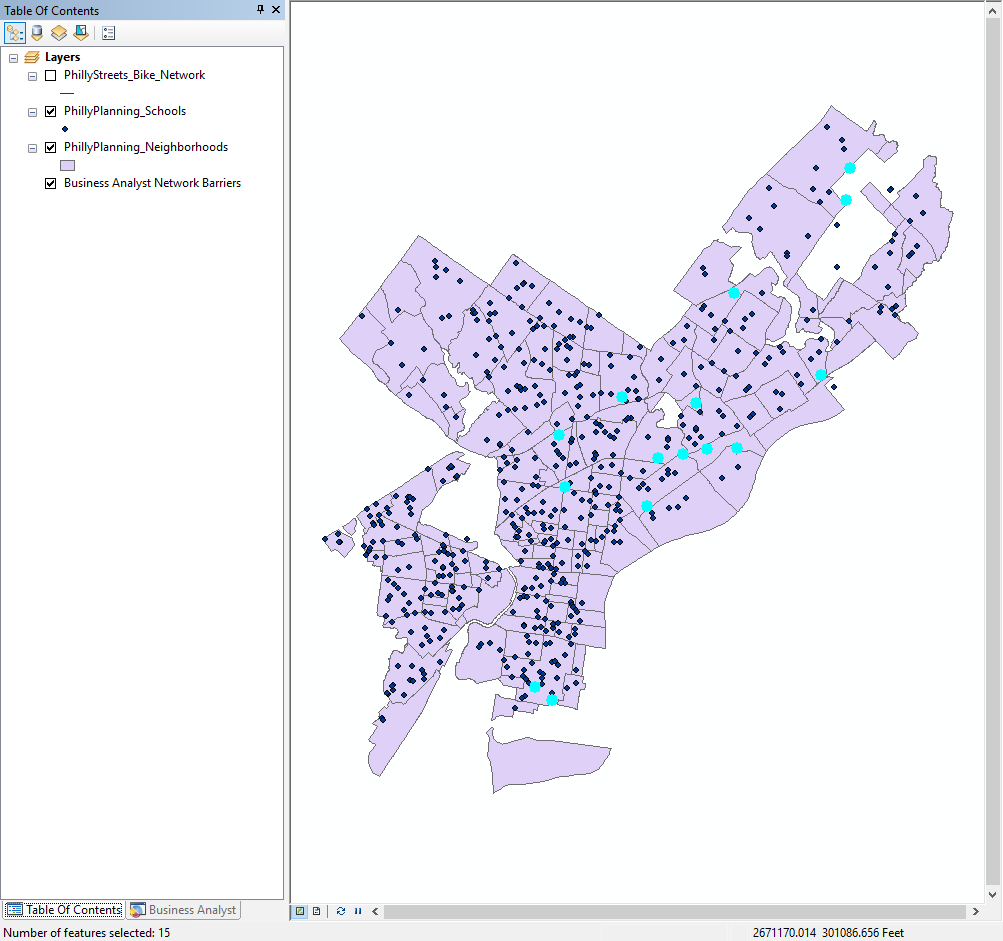 Table Of Contents
Layers
PhillyStreets_Bike_Network
PhillyPlanning_Schools
PhillyPlanning_Neighborhoods
Business Analyst Network Barriers
Table Of Contents Business Analyst
Number of features selected: 15 2671170.014 301086.656 Feet